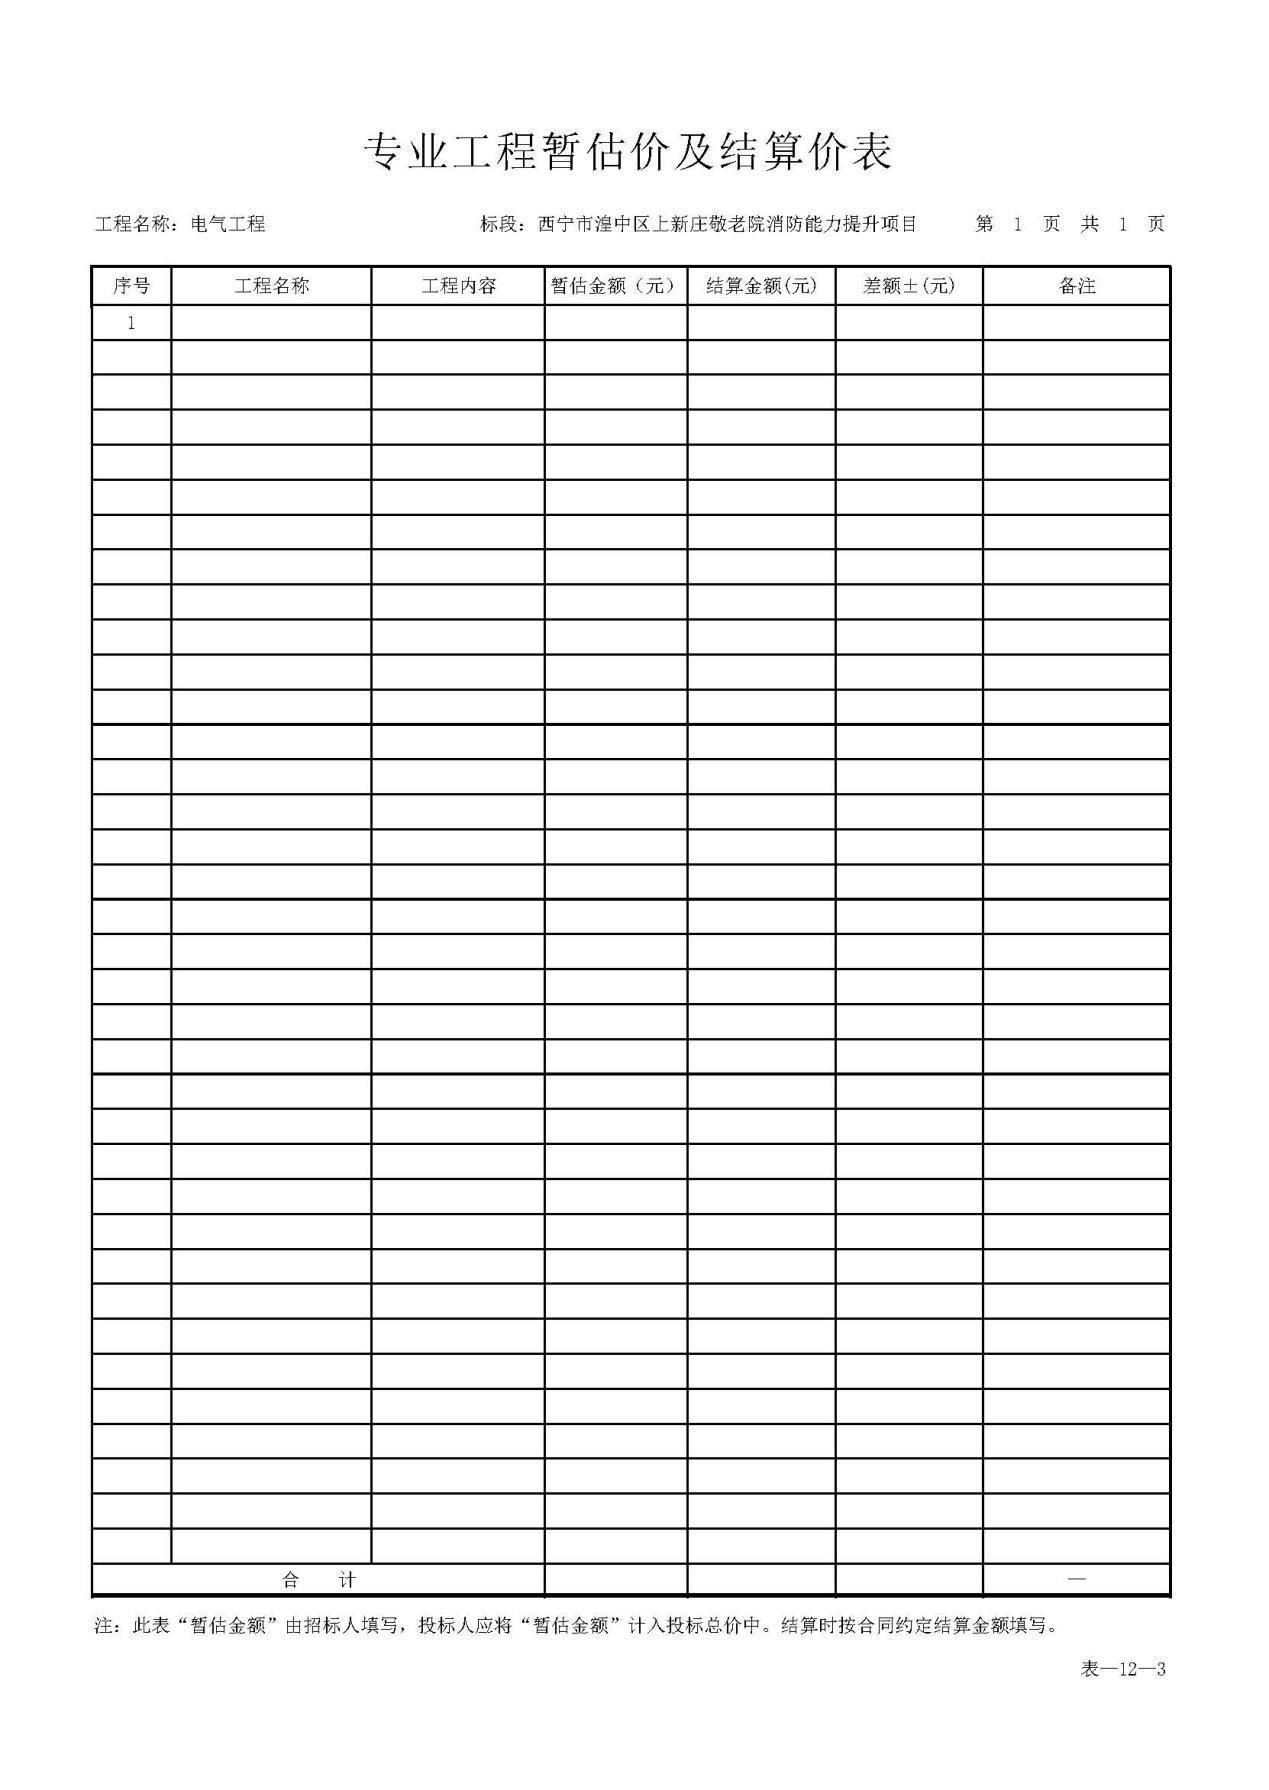 专业工程暂估价及结算价表
工程名称：电气工程 标段：西宁市湟中区上新庄敬老院消防能力提升项目 第 1 页 共 1 页
序号 工程名称 工程内容 暂估金额（元） 结算金额(元) 差额±(元) 备注
1
合 计 —
注：此表“暂估金额”由招标人填写，投标人应将“暂估金额”计入投标总价中。结算时按合同约定结算金额填写。
表—12—3